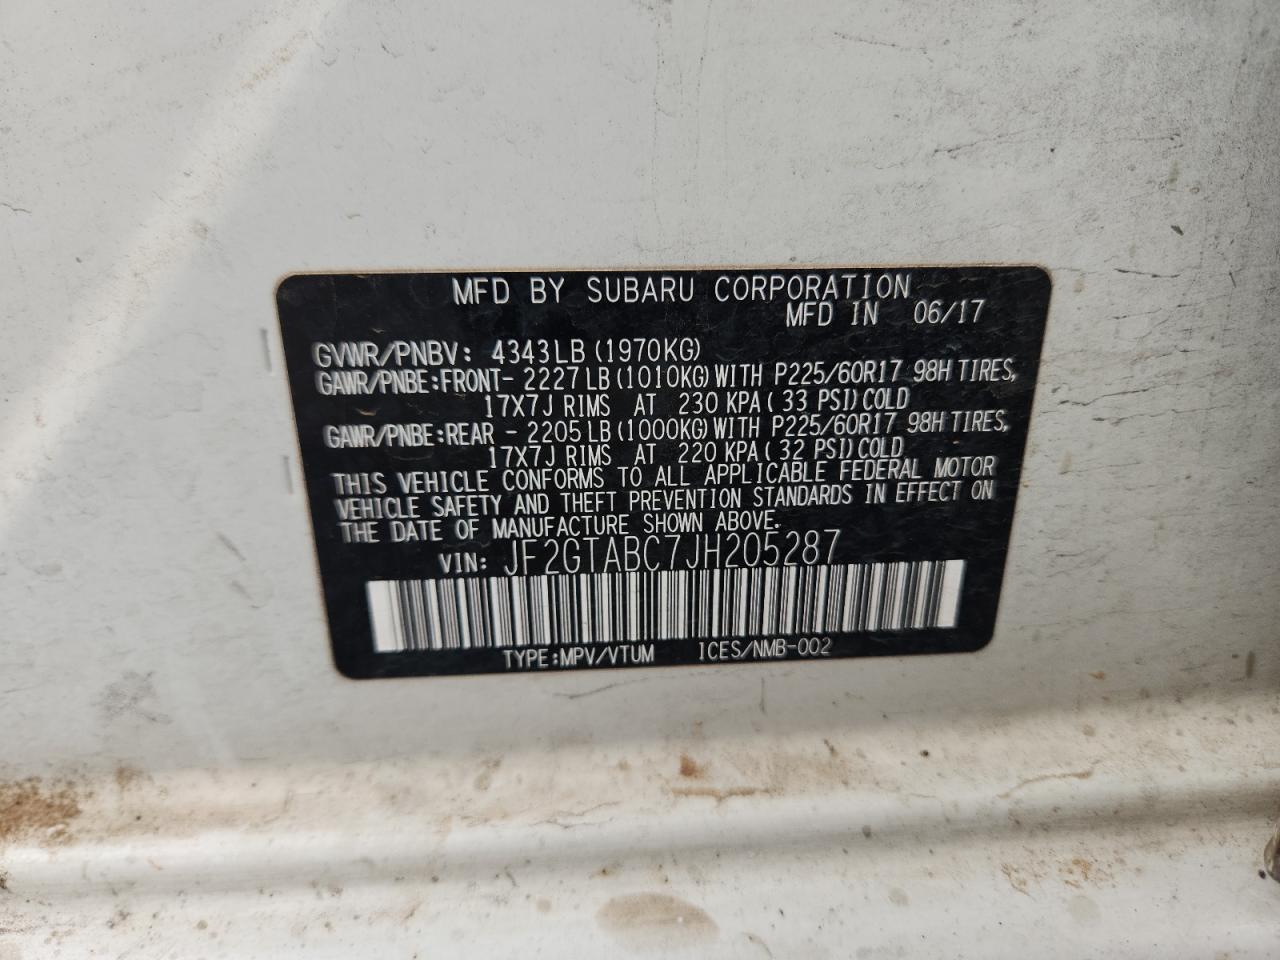 MFD BY SUBARU CORPORATION
MFD IN 06/17
GVWR/PNBV: 4343LB (1970KG)
GAWR/PNBE:FRONT- 2227LB (1010KG) WITH P225/60R17 98H TIRES,
17X7J RIMS AT 230 KPA ( 33 PSI) COLD
GAWR/PNBE:REAR - 2205LB (1000KG) WITH P225/60R17 98H TIRES,
17X7J RIMS AT 220 KPA ( 32 PSI) COLD
THIS VEHICLE CONFORMS TO ALL APPLICABLE FEDERAL MOTOR
VEHICLE SAFETY AND THEFT PREVENTION STANDARDS IN EFFECT ON
THE DATE OF MANUFACTURE SHOWN ABOVE.
VIN: JF2GTABC7JH205287
TYPE:MPV/VTUM ICES/NMB-002